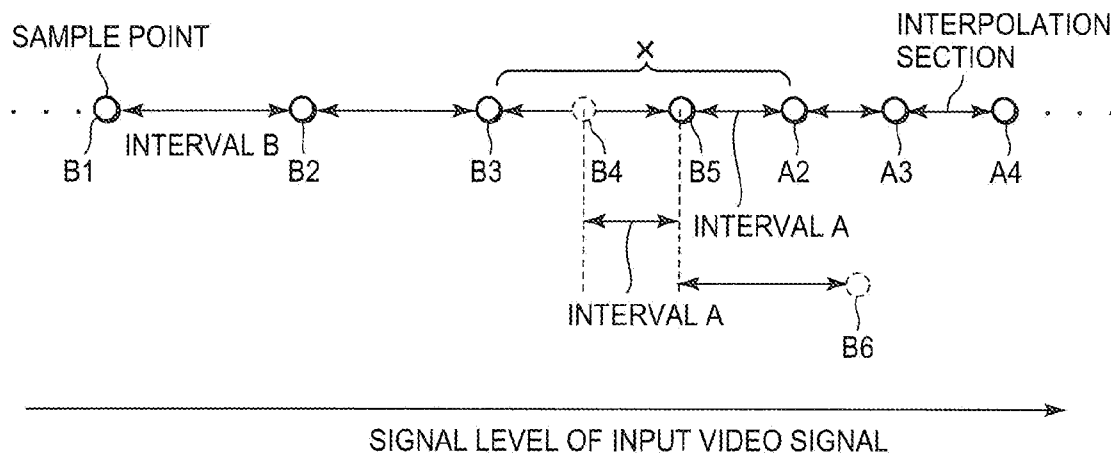 SAMPLE POINT
X
INTERPOLATION
SECTION
INTERVAL B
B1
B2
B3
B4
B5
A2
A3
A4
INTERVAL A
INTERVAL A
B6
SIGNAL LEVEL OF INPUT VIDEO SIGNAL